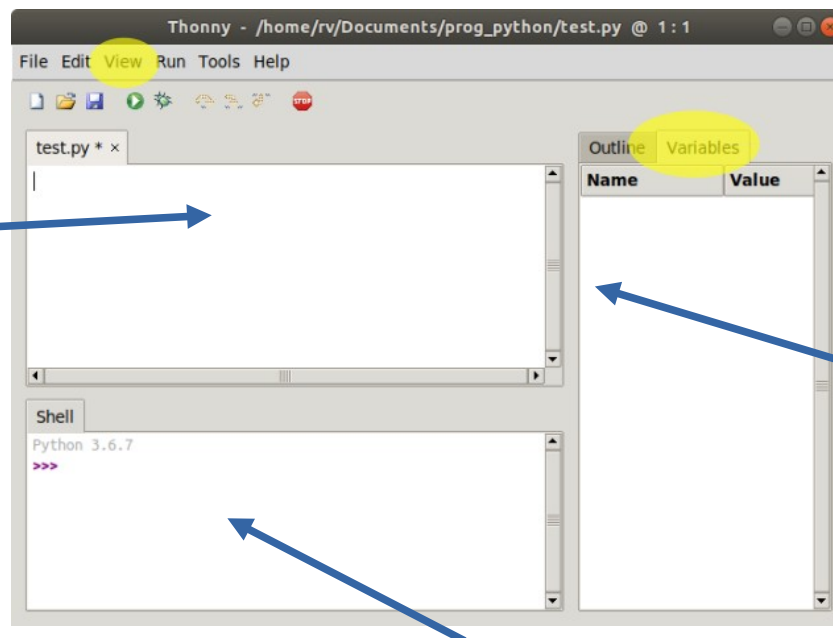 Thonny - /home/rv/Documents/prog_python/test.py @ 1:1
File Edit View Run Tools Help
STOP
test.py * ×
Outline Variables
Name Value
Shell
Python 3.6.7
>>>